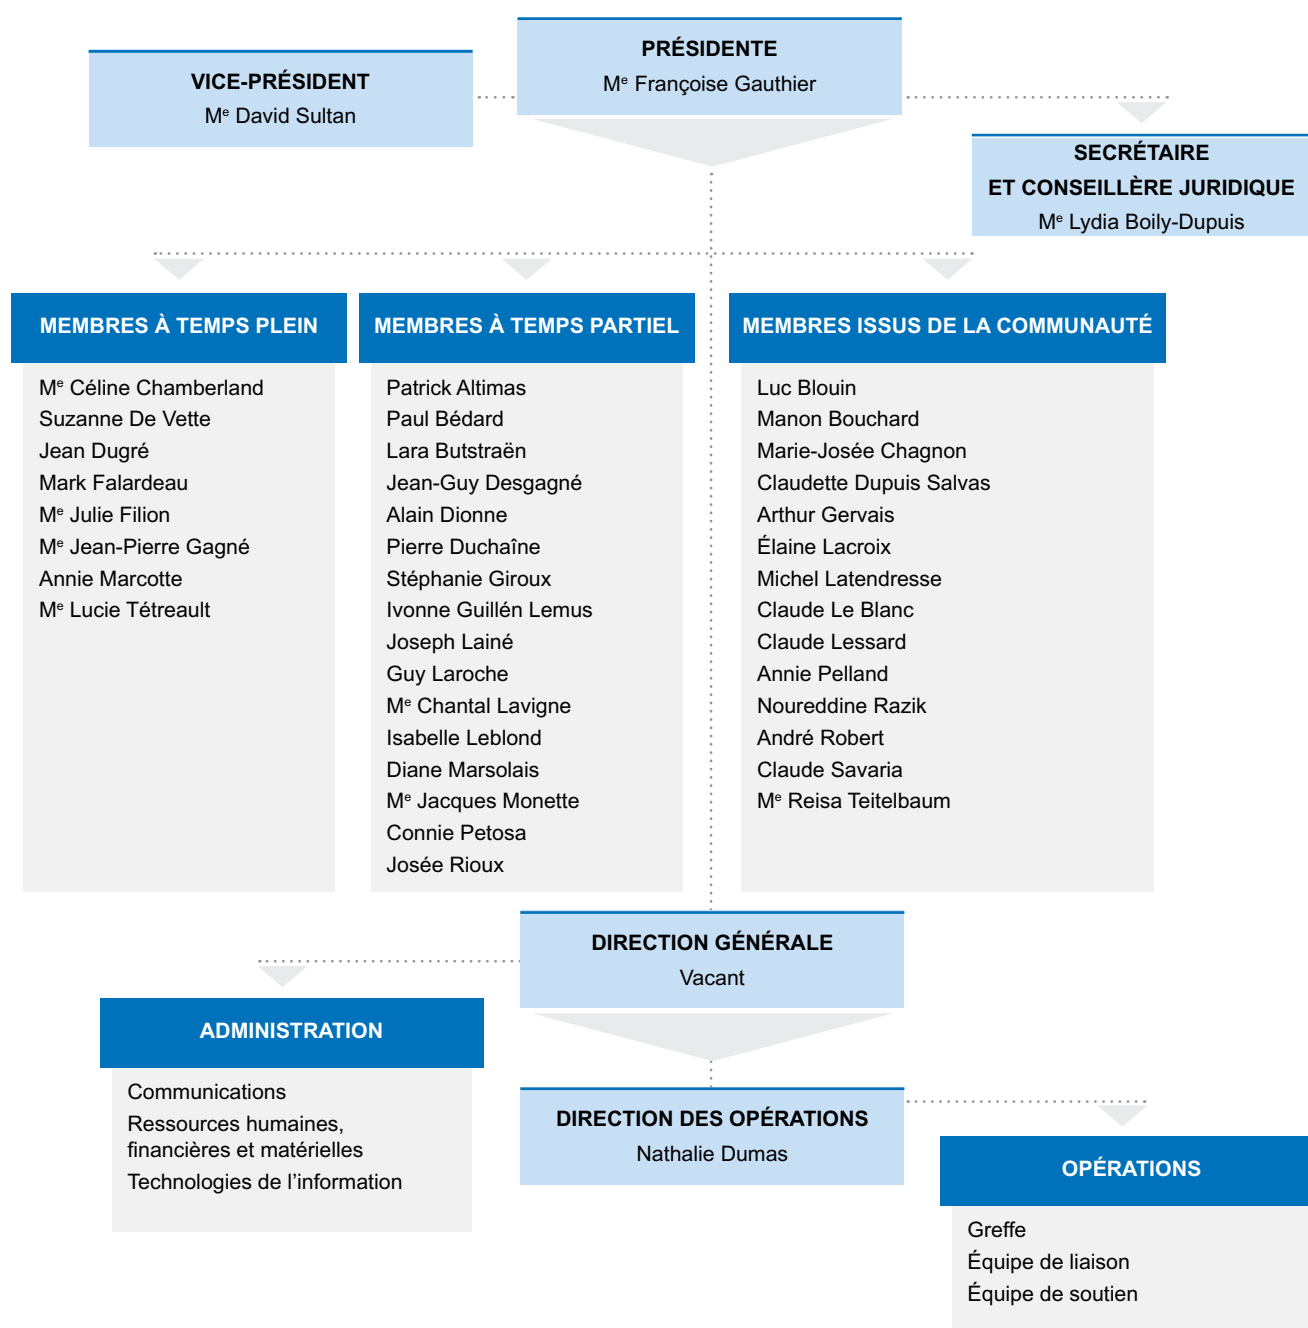 PRÉSIDENTE
Mᵉ Françoise Gauthier
VICE-PRÉSIDENT
Mᵉ David Sultan
SECRÉTAIRE
ET CONSEILLÈRE JURIDIQUE
Mᵉ Lydia Boily-Dupuis
MEMBRES À TEMPS PLEIN
Mᵉ Céline Chamberland
Suzanne De Vette
Jean Dugré
Mark Falardeau
Mᵉ Julie Filion
Mᵉ Jean-Pierre Gagné
Annie Marcotte
Mᵉ Lucie Tétreault
MEMBRES À TEMPS PARTIEL
Patrick Altimas
Paul Bédard
Lara Butstraën
Jean-Guy Desgagné
Alain Dionne
Pierre Duchaîne
Stéphanie Giroux
Ivonne Guillén Lemus
Joseph Lainé
Guy Laroche
Mᵉ Chantal Lavigne
Isabelle Leblond
Diane Marsolais
Mᵉ Jacques Monette
Connie Petosa
Josée Rioux
MEMBRES ISSUS DE LA COMMUNAUTÉ
Luc Blouin
Manon Bouchard
Marie-Josée Chagnon
Claudette Dupuis Salvas
Arthur Gervais
Élaine Lacroix
Michel Latendresse
Claude Le Blanc
Claude Lessard
Annie Pelland
Noureddine Razik
André Robert
Claude Savaria
Mᵉ Reisa Teitelbaum
DIRECTION GÉNÉRALE
Vacant
ADMINISTRATION
Communications
Ressources humaines,
financières et matérielles
Technologies de l’information
DIRECTION DES OPÉRATIONS
Nathalie Dumas
OPÉRATIONS
Greffe
Équipe de liaison
Équipe de soutien